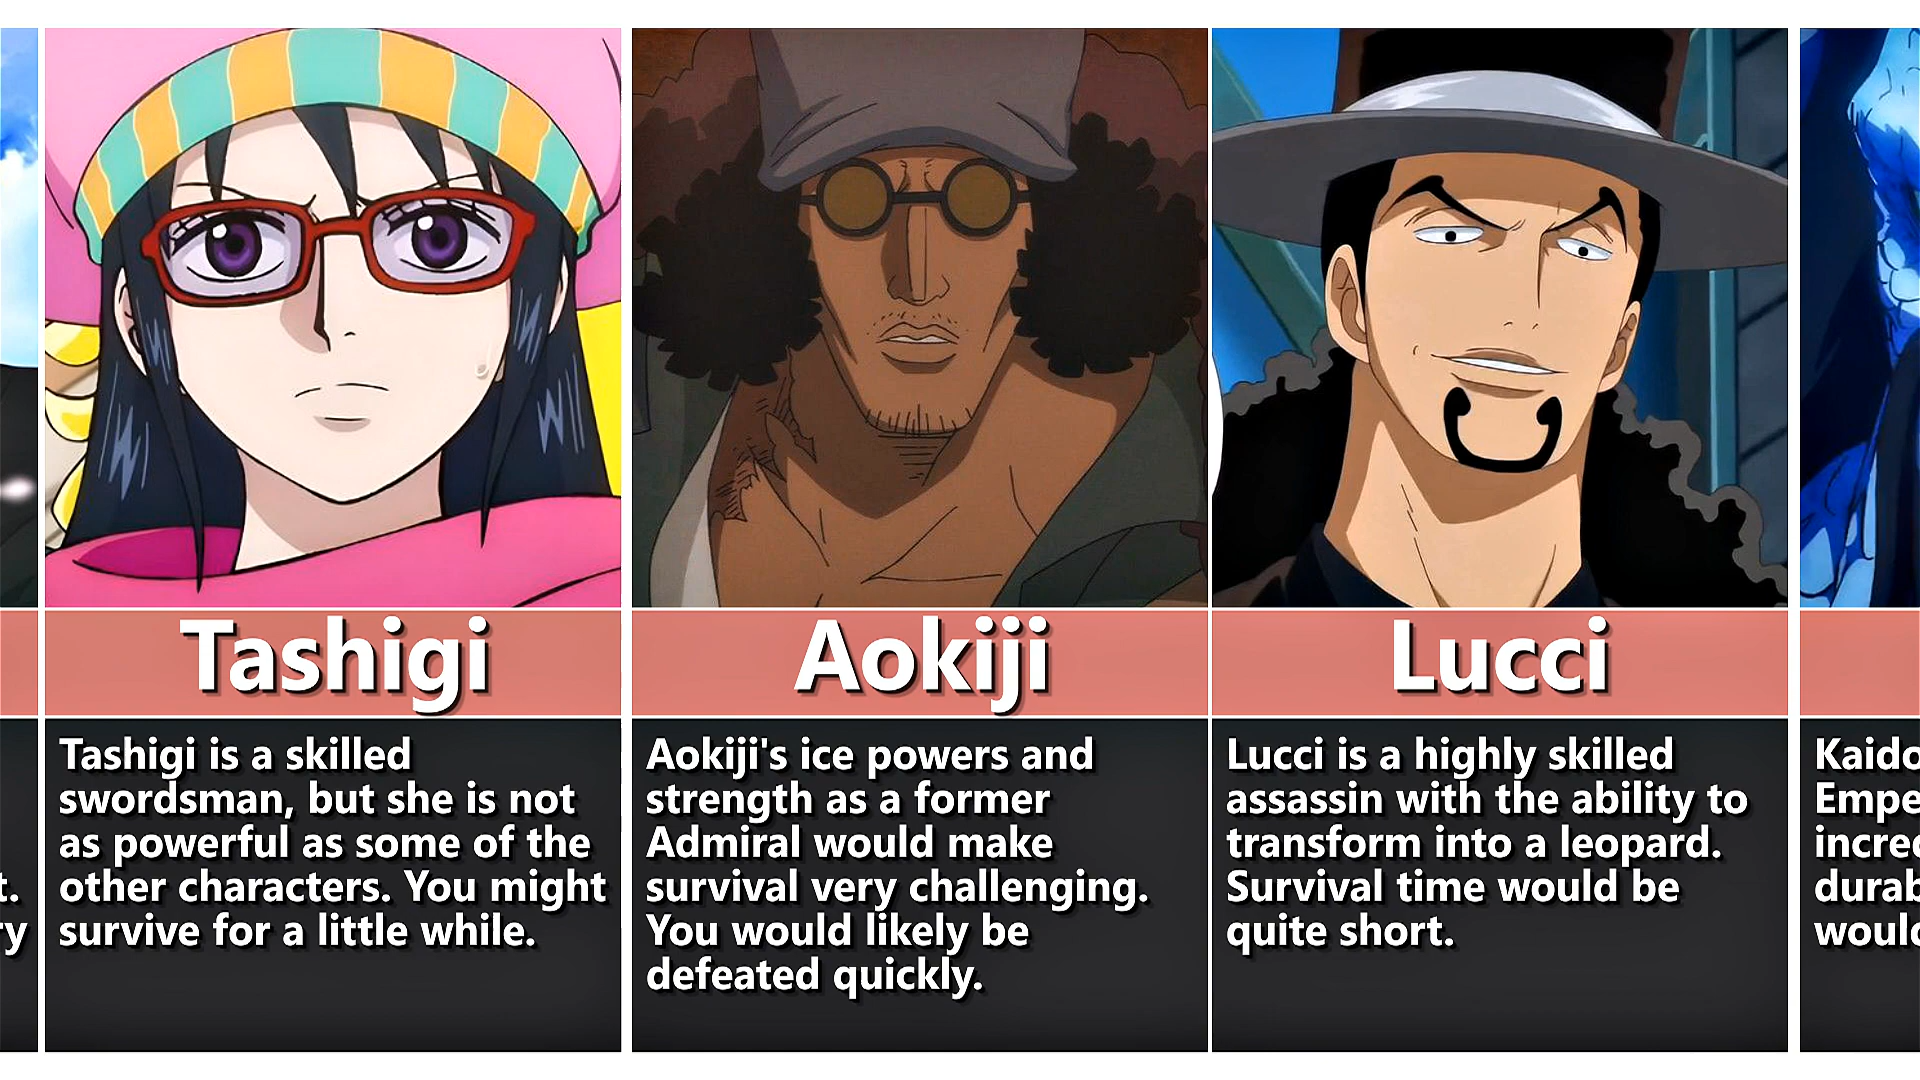 Tashigi
Tashigi is a skilled
swordsman, but she is not
as powerful as some of the
other characters. You might
survive for a little while.
Aokiji
Aokiji's ice powers and
strength as a former
Admiral would make
survival very challenging.
You would likely be
defeated quickly.
Lucci
Lucci is a highly skilled
assassin with the ability to
transform into a leopard.
Survival time would be
quite short.
Kaido